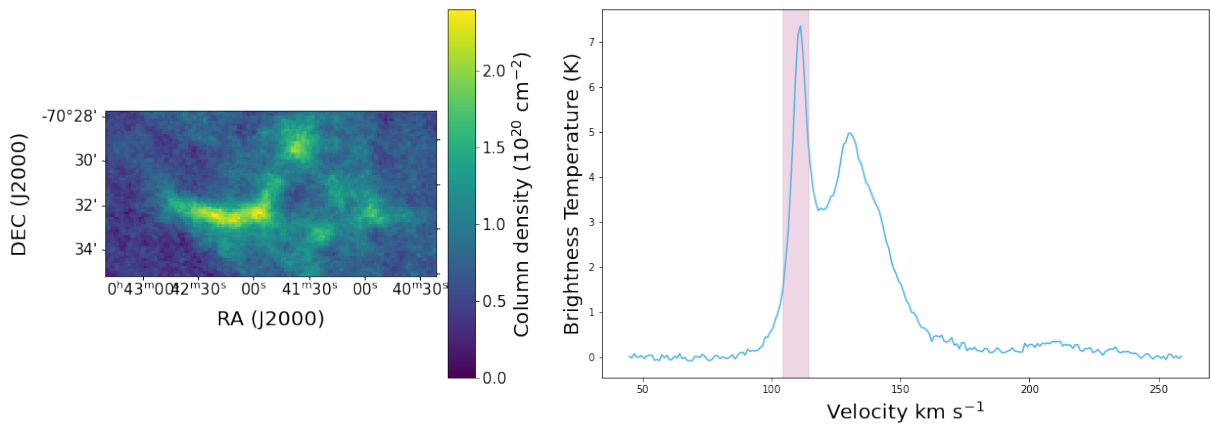 -70°28'
30'
32'
34'
DEC (J2000)
0ʰ43ᵐ00ˢ
42ᵐ30ˢ
00ˢ
41ᵐ30ˢ
00ˢ
40ᵐ30ˢ
RA (J2000)
2.0
1.5
1.0
0.5
0.0
Column density (10²⁰ cm⁻²)
7
6
5
4
3
2
1
0
Brightness Temperature (K)
50
100
150
200
250
Velocity km s⁻¹